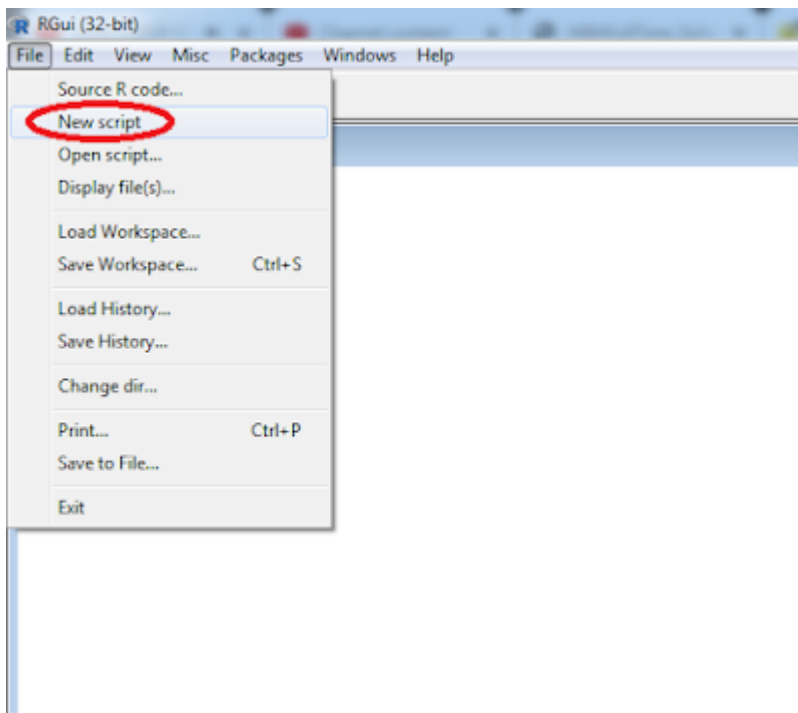 RGui (32-bit)
File Edit View Misc Packages Windows Help
Source R code...
New script
Open script...
Display file(s)...
Load Workspace...
Save Workspace... Ctrl+S
Load History...
Save History...
Change dir...
Print... Ctrl+P
Save to File...
Exit